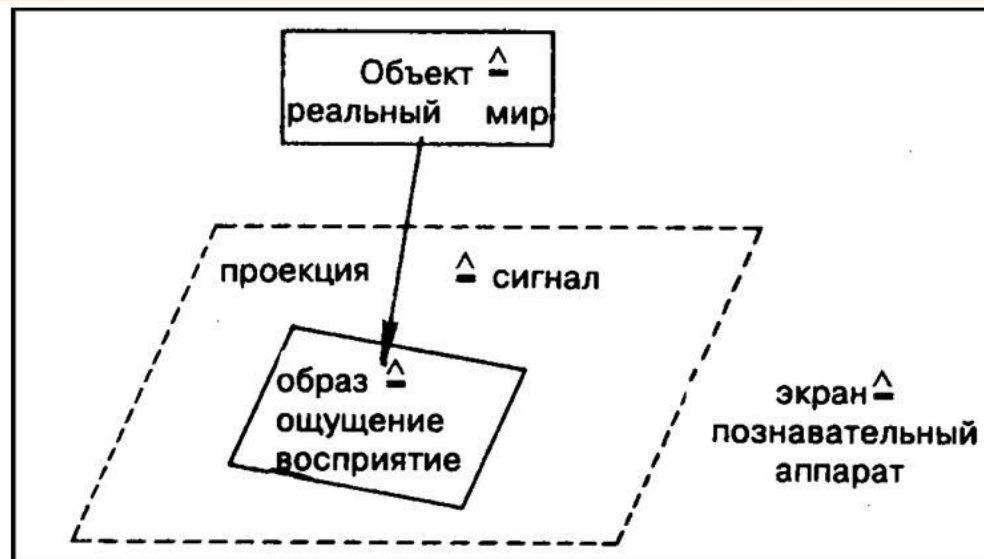 Объект ≙
реальный мир
проекция ≙ сигнал
образ ≙
ощущение
восприятие
экран ≙
познавательный
аппарат